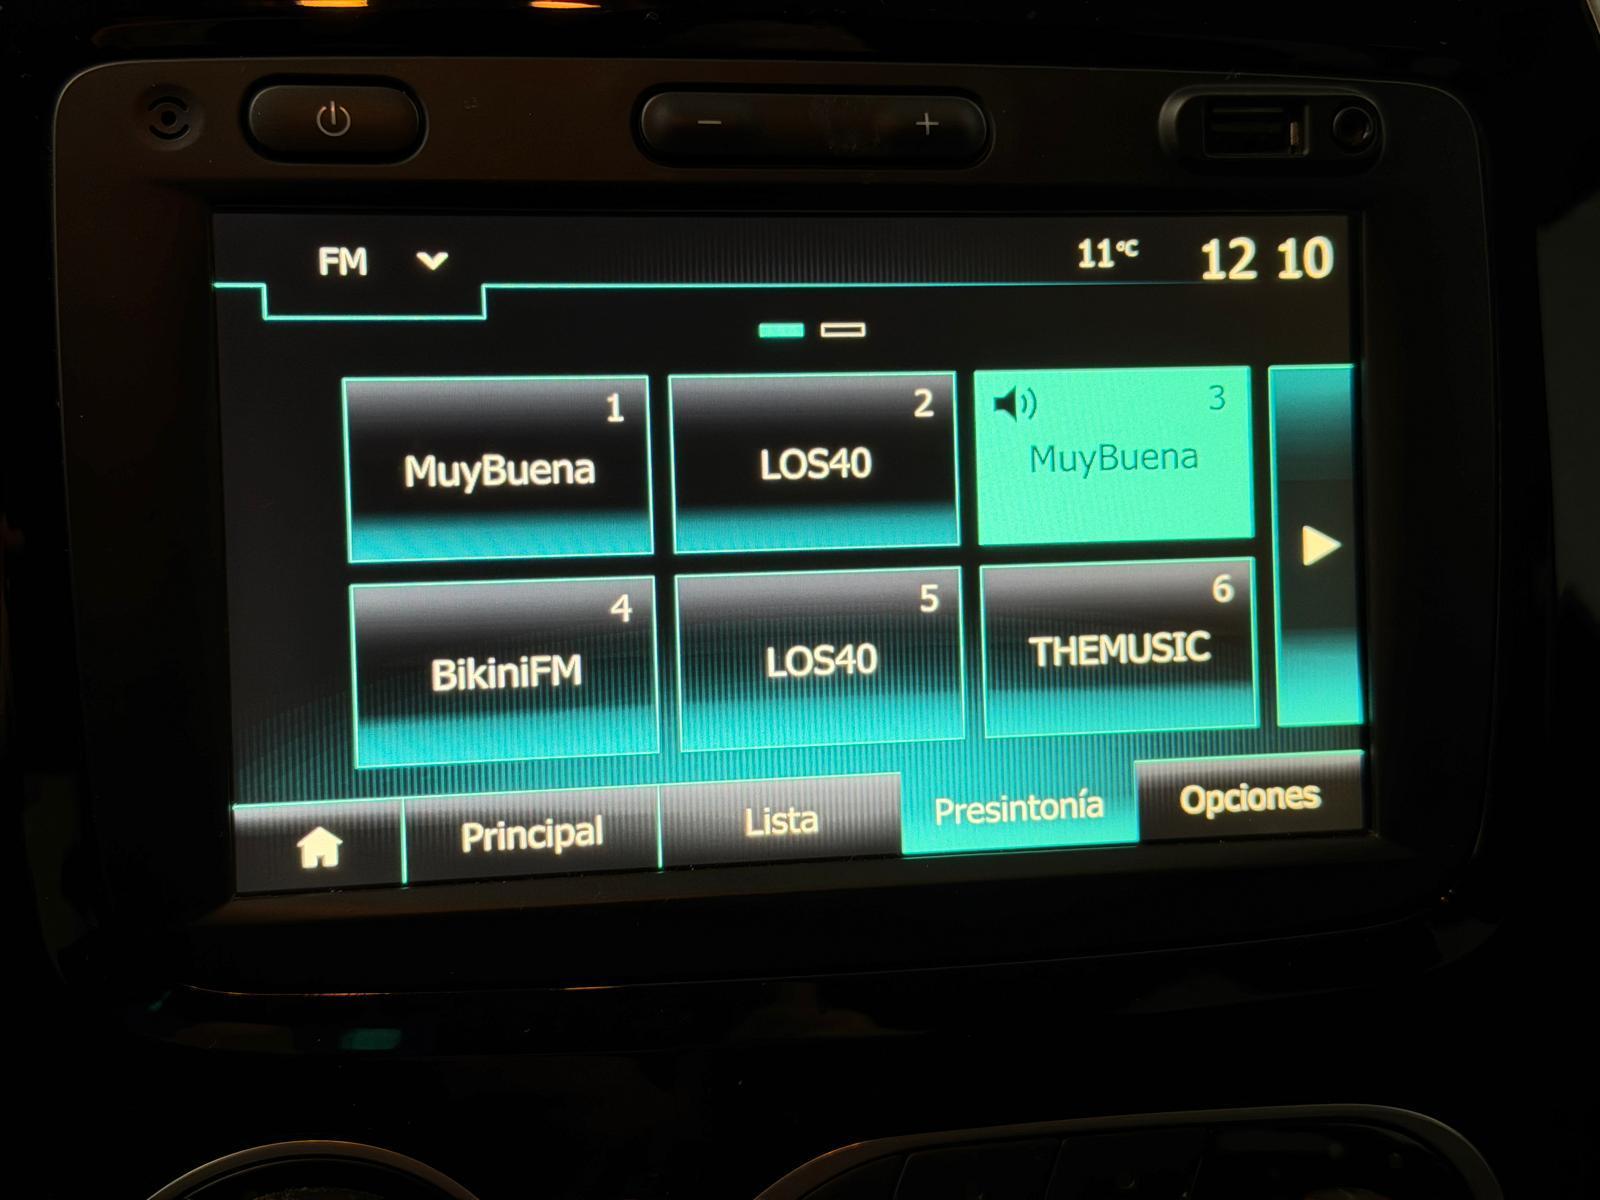 FM
11°C
12 10
1
MuyBuena
2
LOS40
3
MuyBuena
4
BikiniFM
5
LOS40
6
THEMUSIC
Principal
Lista
Presintonía
Opciones